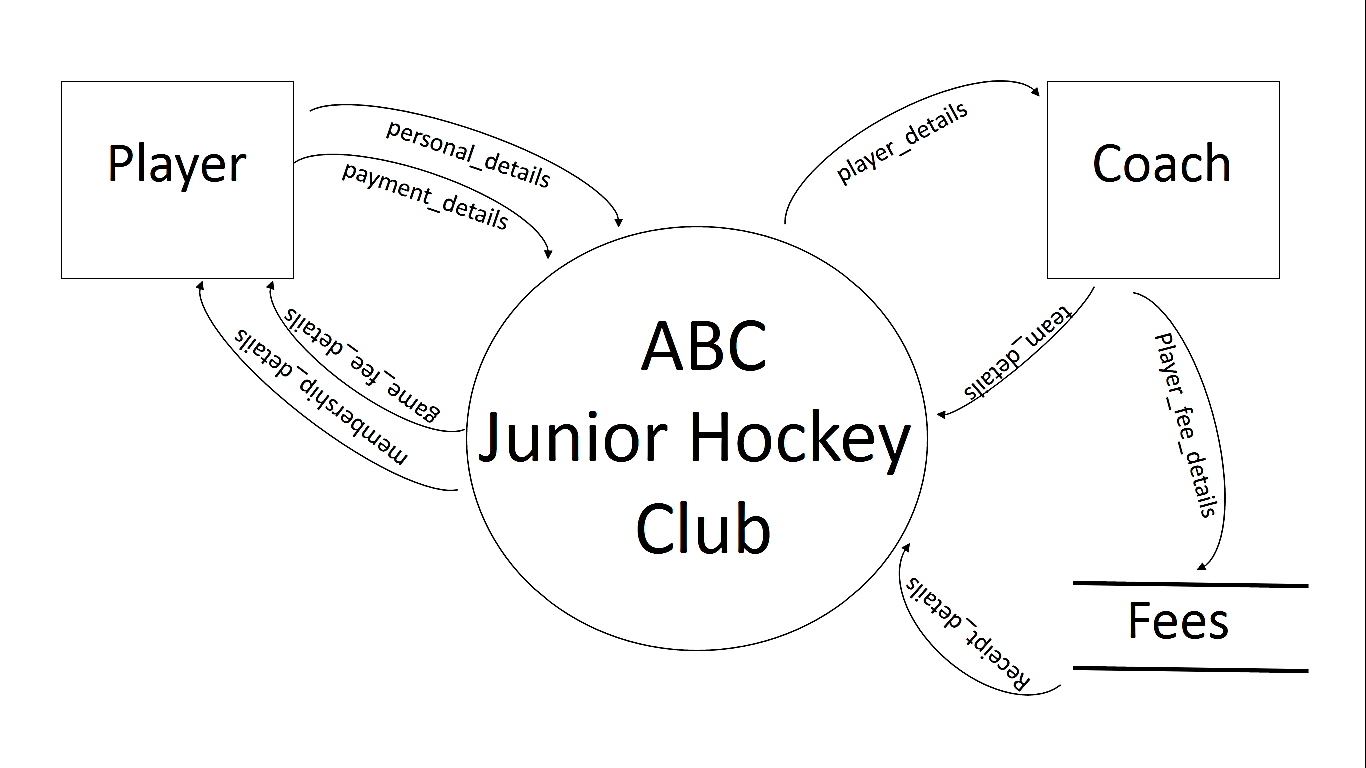 Player
personal_details
payment_details
player_details
Coach
game_fee_details
membership_details
ABC
Junior Hockey
Club
team_details
Player_fee_details
Receipt_details
Fees